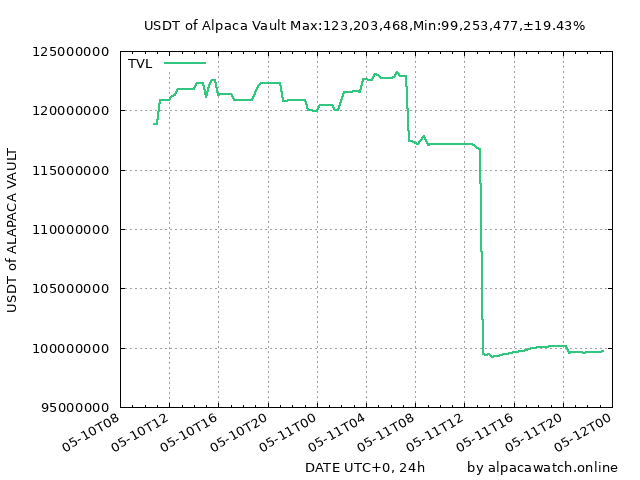 USDT of Alpaca Vault Max:123,203,468,Min:99,253,477,±19.43%
TVL
125000000
120000000
115000000
110000000
105000000
100000000
95000000
USDT of ALAPACA VAULT
05-10T08
05-10T12
05-10T16
05-10T20
05-11T00
05-11T04
05-11T08
05-11T12
05-11T16
05-11T20
05-12T00
DATE UTC+0, 24h
by alpacawatch.online